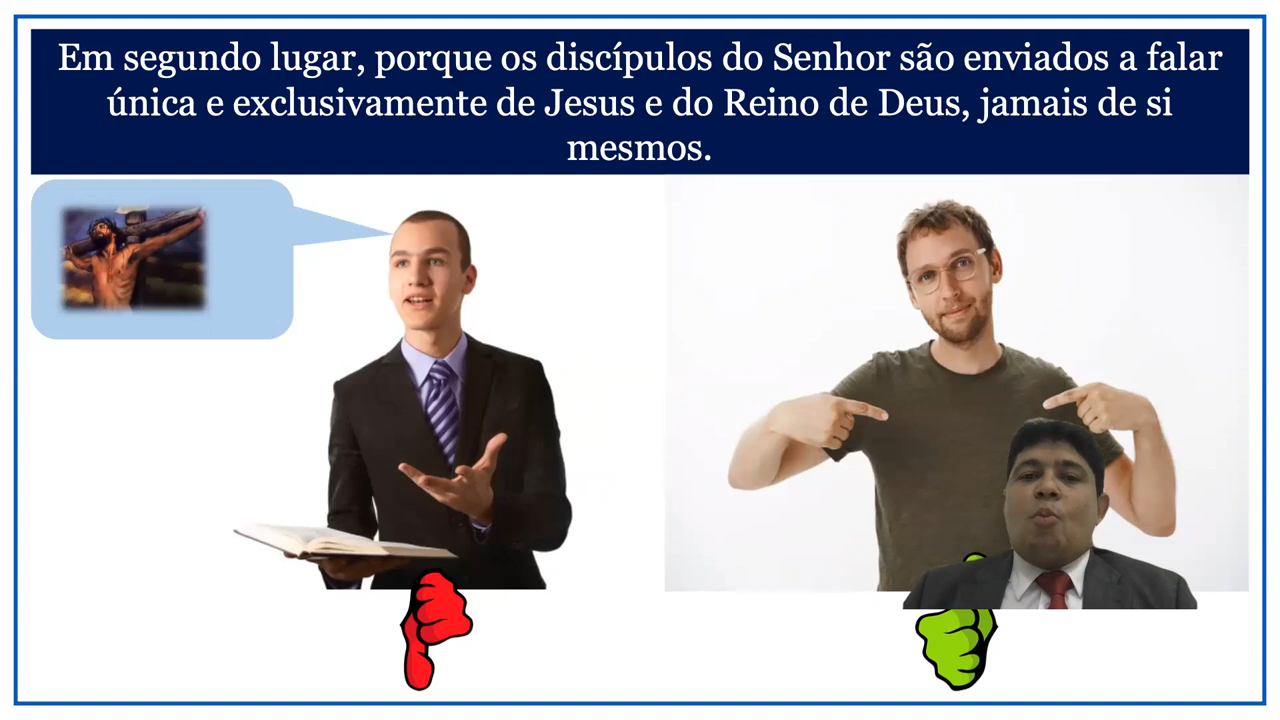 Em segundo lugar, porque os discípulos do Senhor são enviados a falar
única e exclusivamente de Jesus e do Reino de Deus, jamais de si
mesmos.